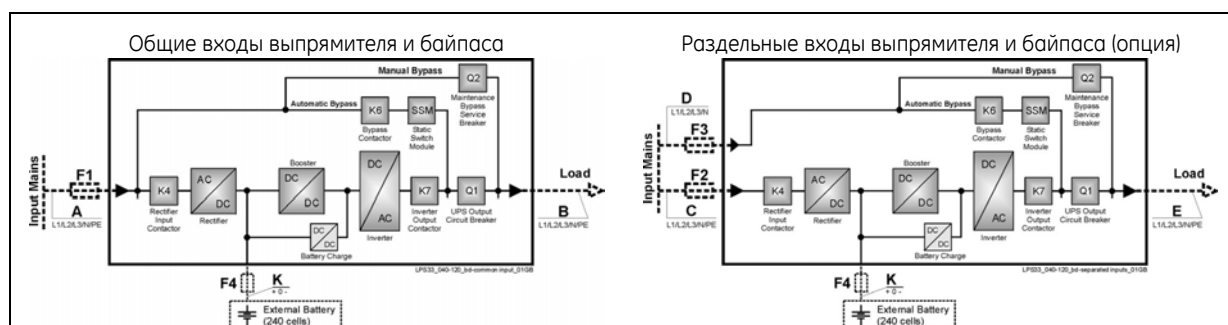 Общие входы выпрямителя и байпаса
Manual Bypass
Q2
Maintenance
Bypass
Service
Breaker
Automatic Bypass
K6
SSM
Bypass
Contactor
Static
Switch
Module
Input Mains
F1
A
L1/L2/L3/N/PE
K4
Rectifier
Input
Contactor
AC
DC
Rectifier
Booster
DC
DC
DC
DC
Battery Charge
DC
AC
Inverter
K7
Inverter
Output
Contactor
Q1
UPS Output
Circuit Breaker
Load
B
L1/L2/L3/N/PE
LPS33_040-120_bd-common input_01GB
F4
K
+ 0 -
External Battery
(240 cells)
Раздельные входы выпрямителя и байпаса (опция)
Manual Bypass
Q2
Maintenance
Bypass
Service
Breaker
D
L1/L2/L3/N
F3
Automatic Bypass
K6
SSM
Bypass
Contactor
Static
Switch
Module
Input Mains
F2
C
L1/L2/L3/N/PE
K4
Rectifier
Input
Contactor
AC
DC
Rectifier
Booster
DC
DC
DC
DC
Battery Charge
DC
AC
Inverter
K7
Inverter
Output
Contactor
Q1
UPS Output
Circuit Breaker
Load
E
L1/L2/L3/N/PE
LPS33_040-120_bd-separated inputs_01GB
F4
K
+ 0 -
External Battery
(240 cells)